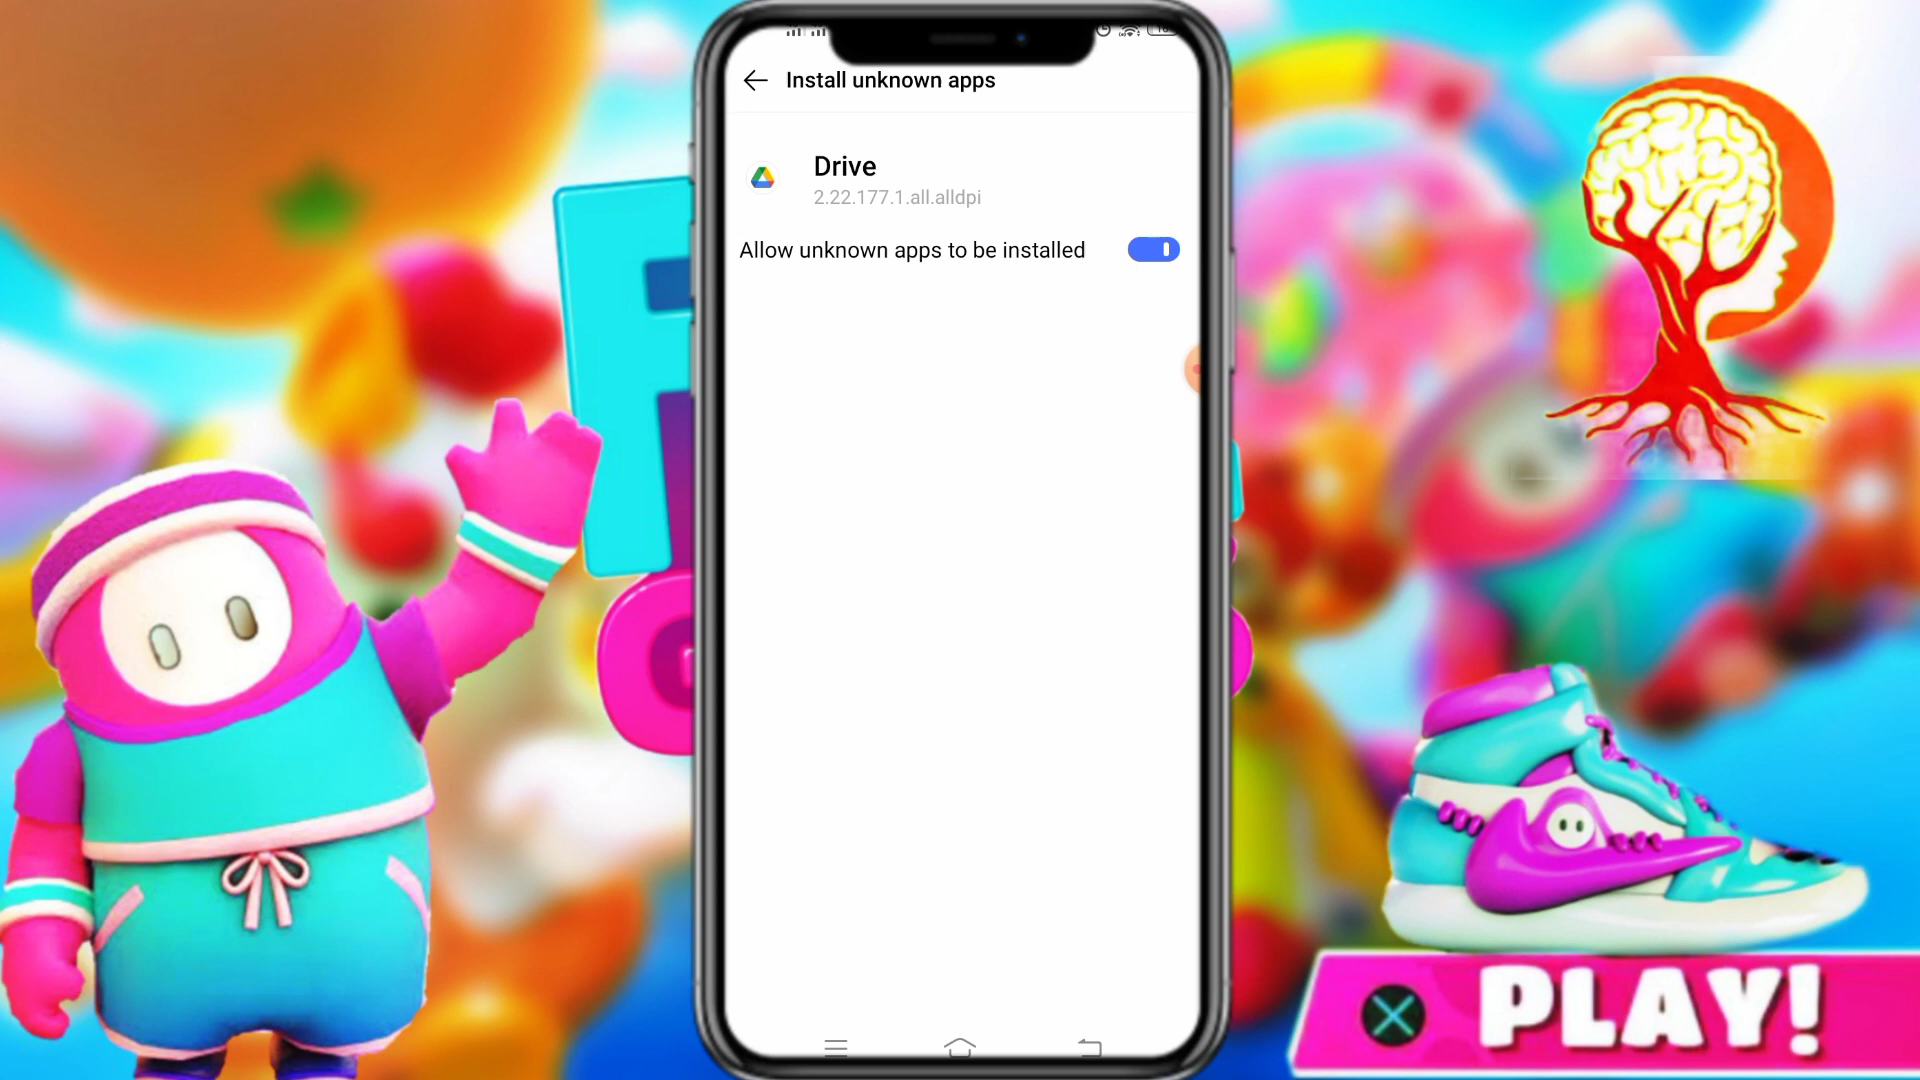 Install unknown apps
Drive
2.22.177.1.all.alldpi
Allow unknown apps to be installed
PLAY!